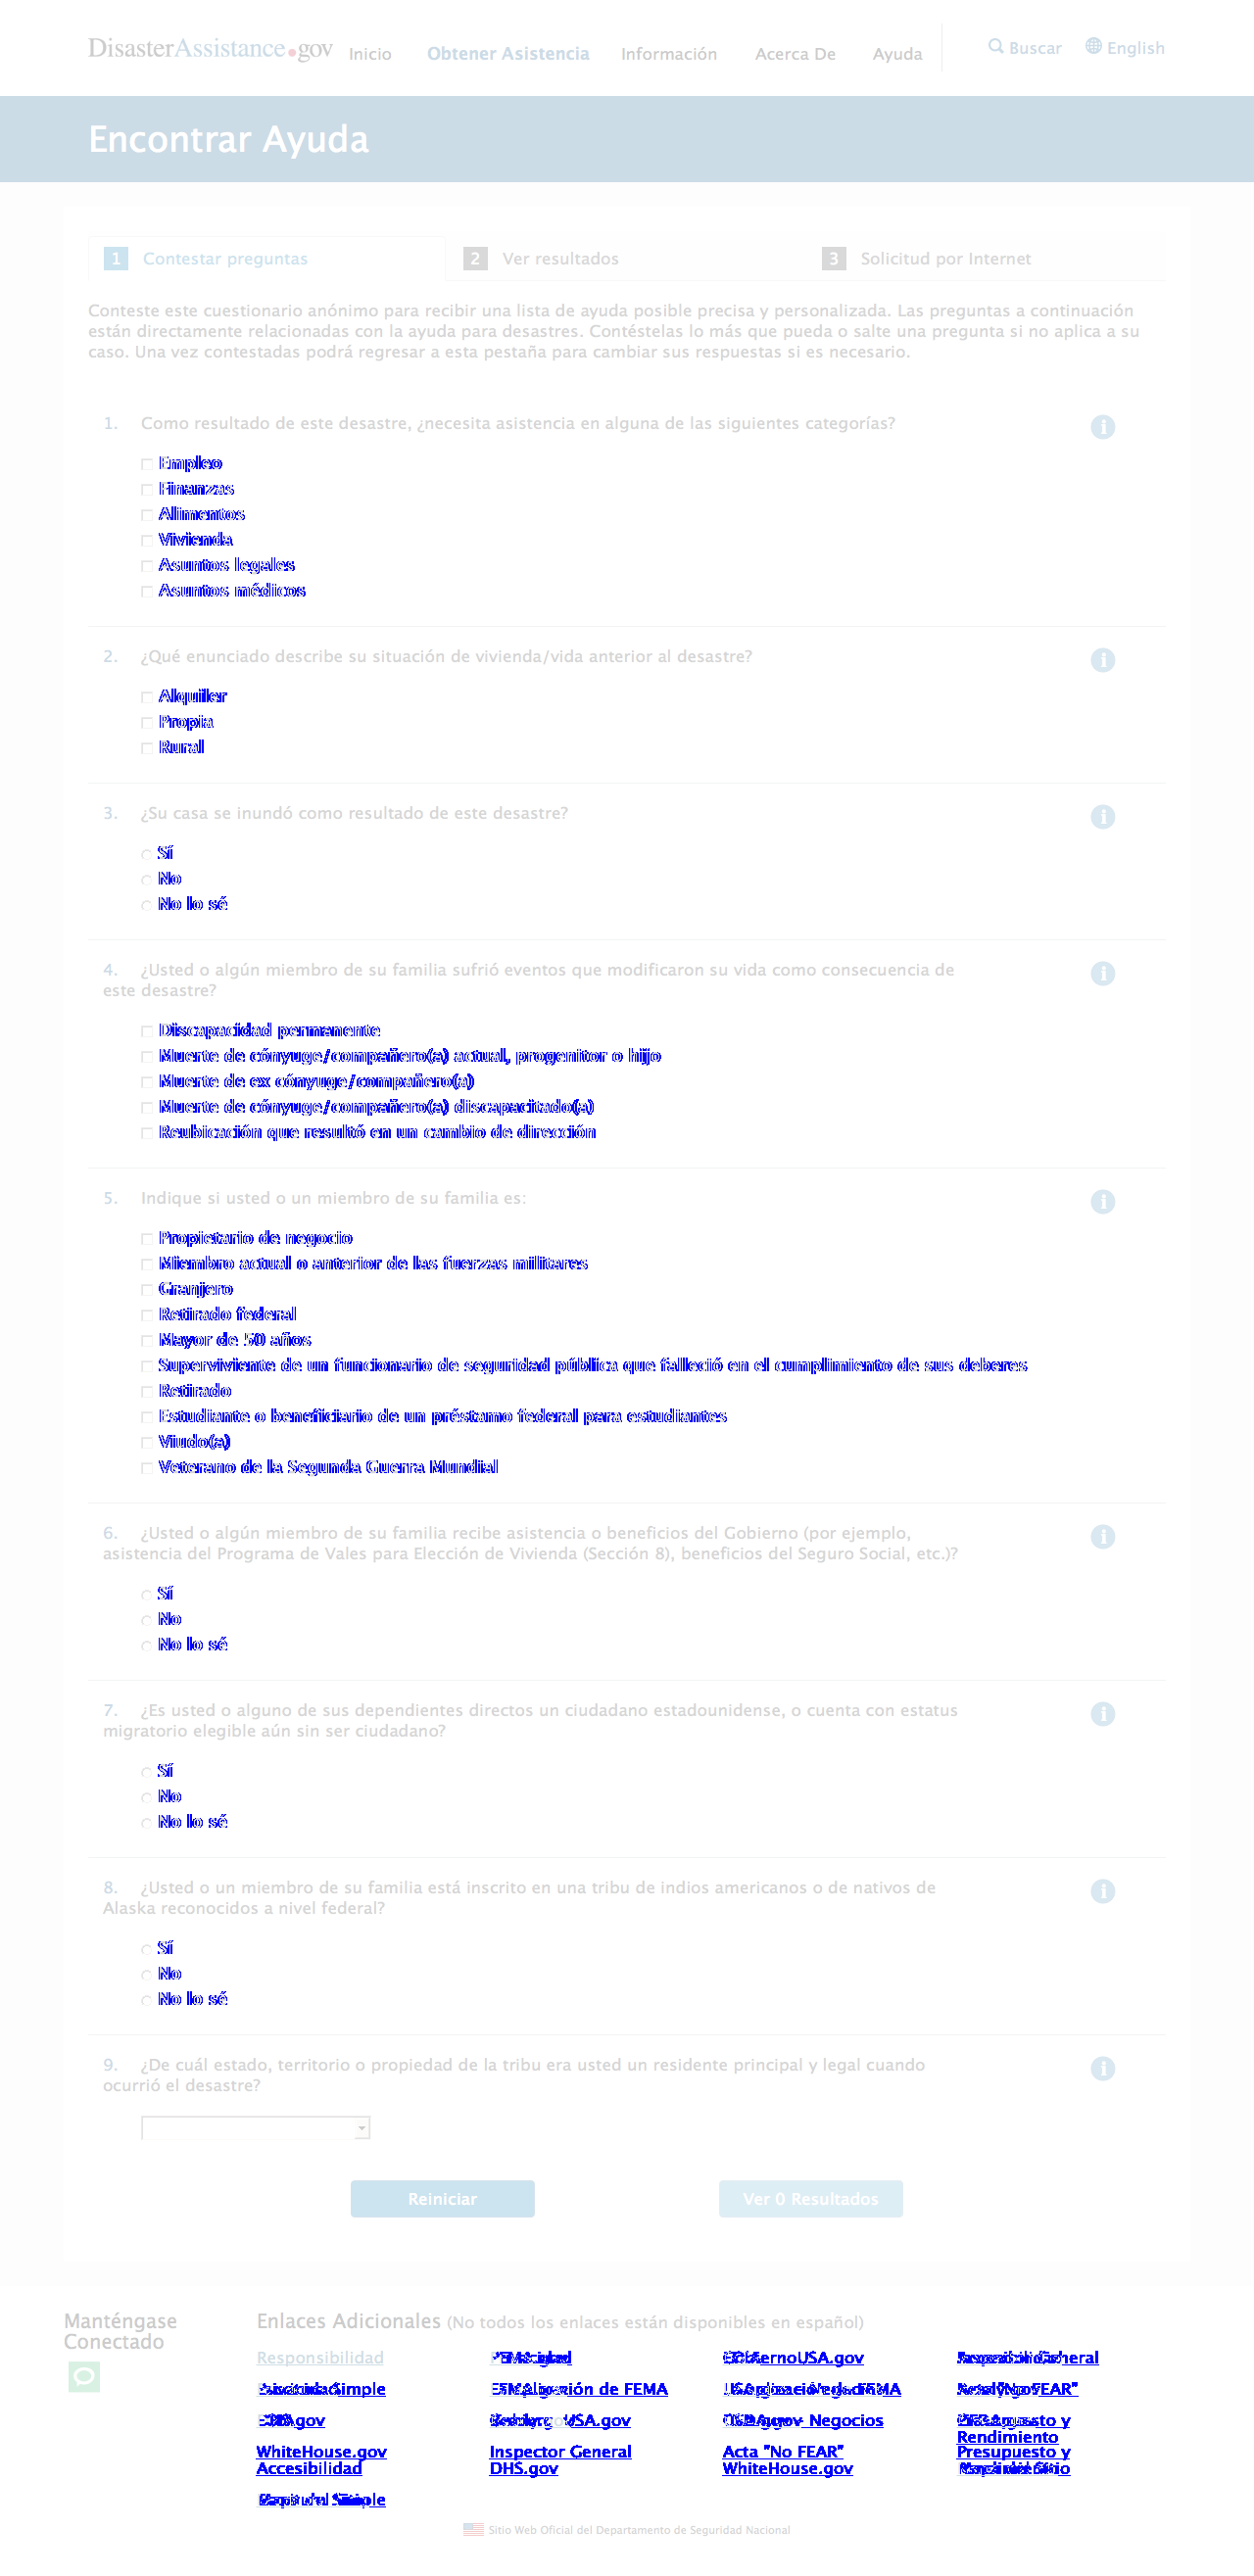 DisasterAssistance.gov Inicio Obtener Asistencia Información Acerca De Ayuda Buscar English
Encontrar Ayuda
1 Contestar preguntas 2 Ver resultados 3 Solicitud por Internet
Conteste este cuestionario anónimo para recibir una lista de ayuda posible precisa y personalizada. Las preguntas a continuación
están directamente relacionadas con la ayuda para desastres. Contéstelas lo más que pueda o salte una pregunta si no aplica a su
caso. Una vez contestadas podrá regresar a esta pestaña para cambiar sus respuestas si es necesario.
1. Como resultado de este desastre, ¿necesita asistencia en alguna de las siguientes categorías?
Empleo
Finanzas
Alimentos
Vivienda
Asuntos legales
Asuntos médicos
2. ¿Qué enunciado describe su situación de vivienda/vida anterior al desastre?
Alquiler
Propia
Rural
3. ¿Su casa se inundó como resultado de este desastre?
Sí
No
No lo sé
4. ¿Usted o algún miembro de su familia sufrió eventos que modificaron su vida como consecuencia de
este desastre?
Discapacidad permanente
Muerte de cónyuge/compañero(a) actual, progenitor o hijo
Muerte de ex cónyuge/compañero(a)
Muerte de cónyuge/compañero(a) discapacitado(a)
Reubicación que resultó en un cambio de dirección
5. Indique si usted o un miembro de su familia es:
Propietario de negocio
Miembro actual o anterior de las fuerzas militares
Granjero
Retirado federal
Mayor de 50 años
Superviviente de un funcionario de seguridad pública que falleció en el cumplimiento de sus deberes
Retirado
Estudiante o beneficiario de un préstamo federal para estudiantes
Viudo(a)
Veterano de la Segunda Guerra Mundial
6. ¿Usted o algún miembro de su familia recibe asistencia o beneficios del Gobierno (por ejemplo,
asistencia del Programa de Vales para Elección de Vivienda (Sección 8), beneficios del Seguro Social, etc.)?
Sí
No
No lo sé
7. ¿Es usted o alguno de sus dependientes directos un ciudadano estadounidense, o cuenta con estatus
migratorio elegible aún sin ser ciudadano?
Sí
No
No lo sé
8. ¿Usted o un miembro de su familia está inscrito en una tribu de indios americanos o de nativos de
Alaska reconocidos a nivel federal?
Sí
No
No lo sé
9. ¿De cuál estado, territorio o propiedad de la tribu era usted un residente principal y legal cuando
ocurrió el desastre?
Reiniciar Ver 0 Resultados
Manténgase
Conectado
Enlaces Adicionales (No todos los enlaces están disponibles en español)
Responsibilidad
de FEMA
"No FEAR"
USA.gov Negocios y
Rendimiento
WhiteHouse.gov Inspector General Acta "No FEAR" Presupuesto y
Accesibilidad DHS.gov WhiteHouse.gov
Sitio Web Oficial del Departamento de Seguridad Nacional